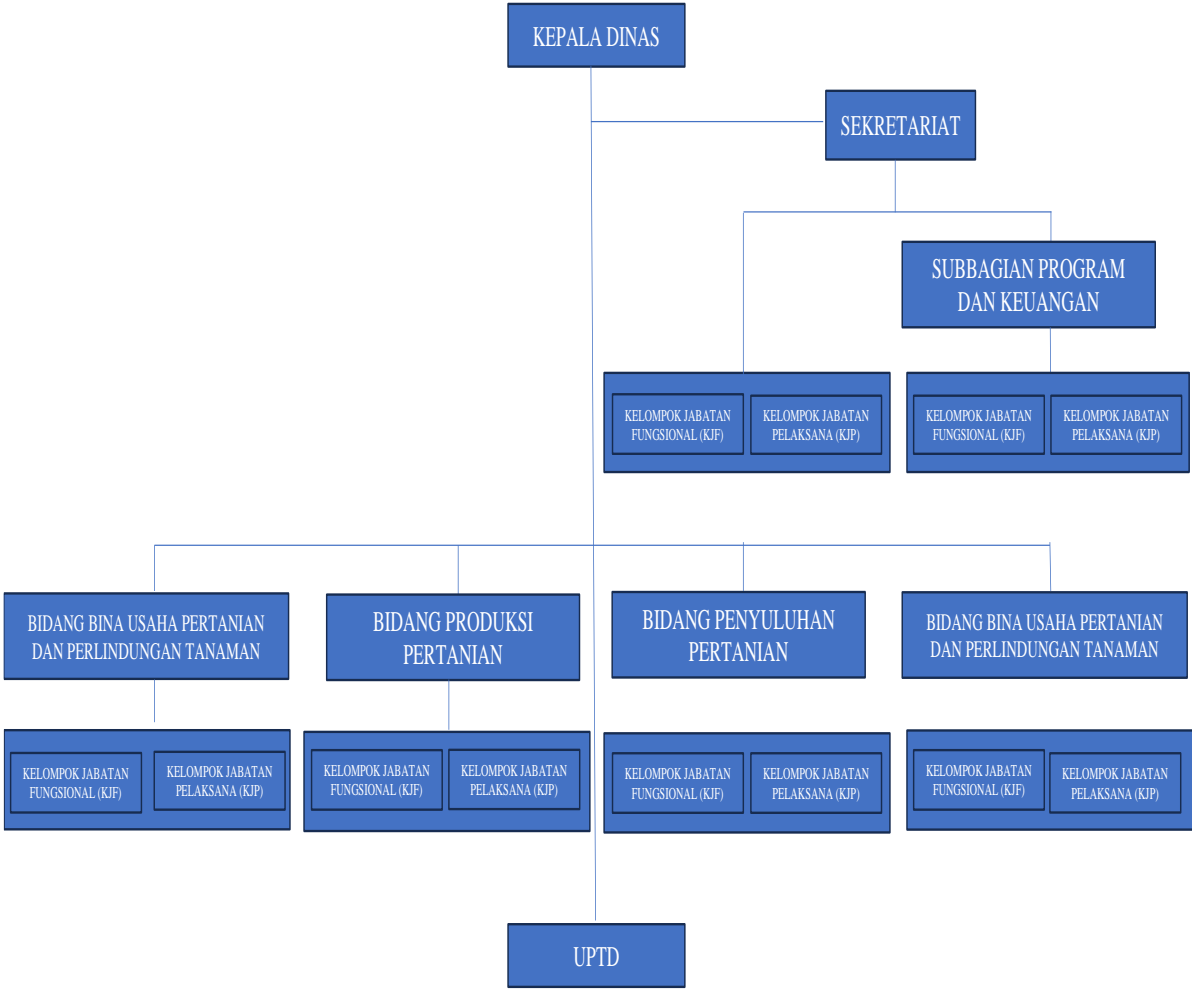 KEPALA DINAS
SEKRETARIAT
SUBBAGIAN PROGRAM
DAN KEUANGAN
KELOMPOK JABATAN
FUNGSIONAL (KJF)
KELOMPOK JABATAN
PELAKSANA (KJP)
KELOMPOK JABATAN
FUNGSIONAL (KJF)
KELOMPOK JABATAN
PELAKSANA (KJP)
BIDANG BINA USAHA PERTANIAN
DAN PERLINDUNGAN TANAMAN
BIDANG PRODUKSI
PERTANIAN
BIDANG PENYULUHAN
PERTANIAN
BIDANG BINA USAHA PERTANIAN
DAN PERLINDUNGAN TANAMAN
KELOMPOK JABATAN
FUNGSIONAL (KJF)
KELOMPOK JABATAN
PELAKSANA (KJP)
KELOMPOK JABATAN
FUNGSIONAL (KJF)
KELOMPOK JABATAN
PELAKSANA (KJP)
KELOMPOK JABATAN
FUNGSIONAL (KJF)
KELOMPOK JABATAN
PELAKSANA (KJP)
KELOMPOK JABATAN
FUNGSIONAL (KJF)
KELOMPOK JABATAN
PELAKSANA (KJP)
UPTD